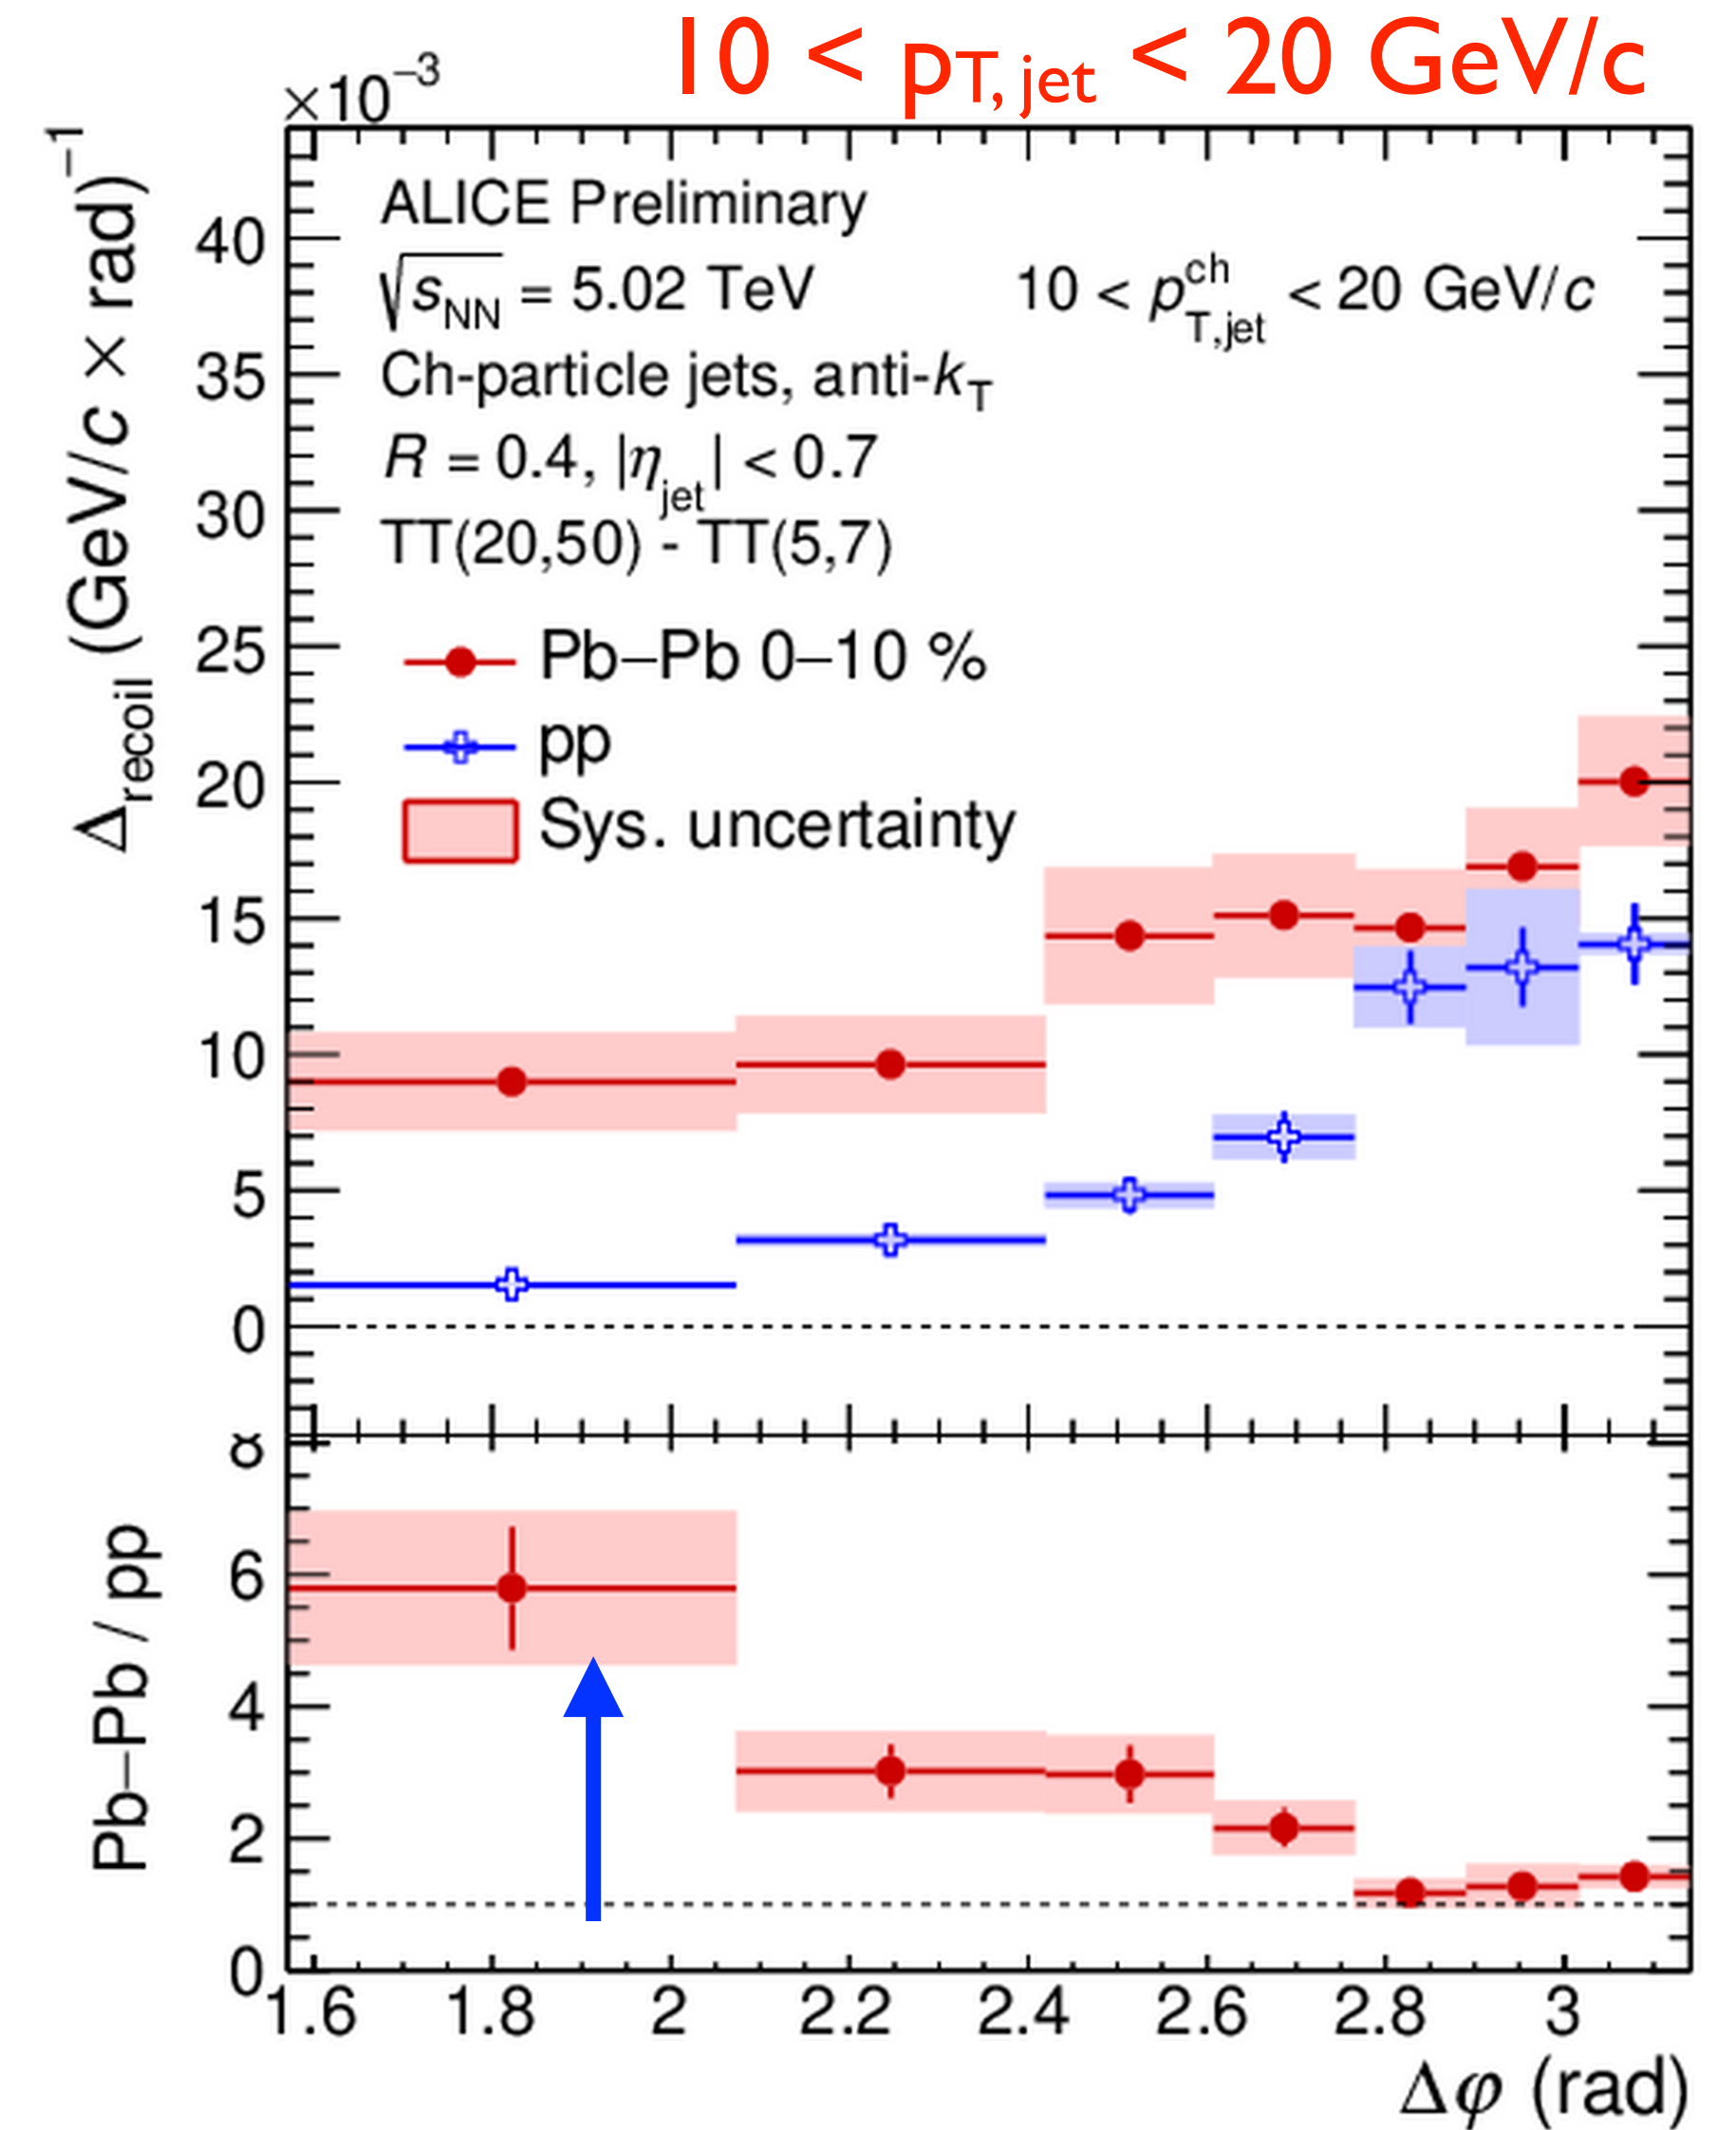 10 < pT, jet < 20 GeV/c
×10⁻³
ALICE Preliminary
√sNN = 5.02 TeV
10 < p^ch_T,jet < 20 GeV/c
Ch-particle jets, anti-kT
R = 0.4, |ηjet| < 0.7
TT(20,50) - TT(5,7)
Pb–Pb 0–10 %
pp
Sys. uncertainty
Δrecoil (GeV/c × rad)⁻¹
40
35
30
25
20
15
10
5
0
Pb–Pb / pp
8
6
4
2
0
1.6 1.8 2 2.2 2.4 2.6 2.8 3
Δφ (rad)